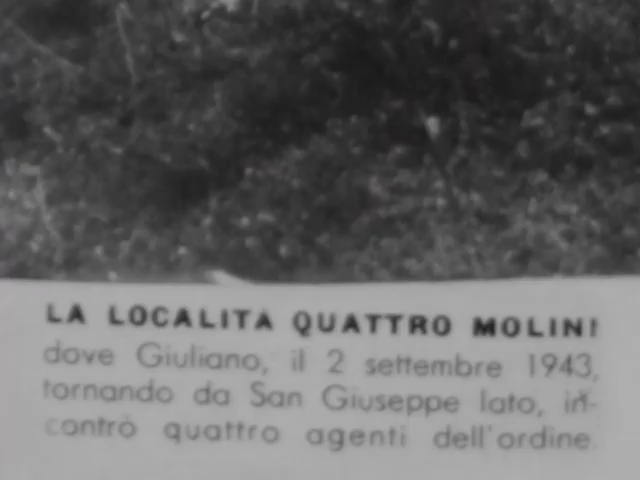 LA LOCALITA QUATTRO MOLINI
dove Giuliano, il 2 settembre 1943,
tornando da San Giuseppe Iato, in-
contrò quattro agenti dell'ordine.